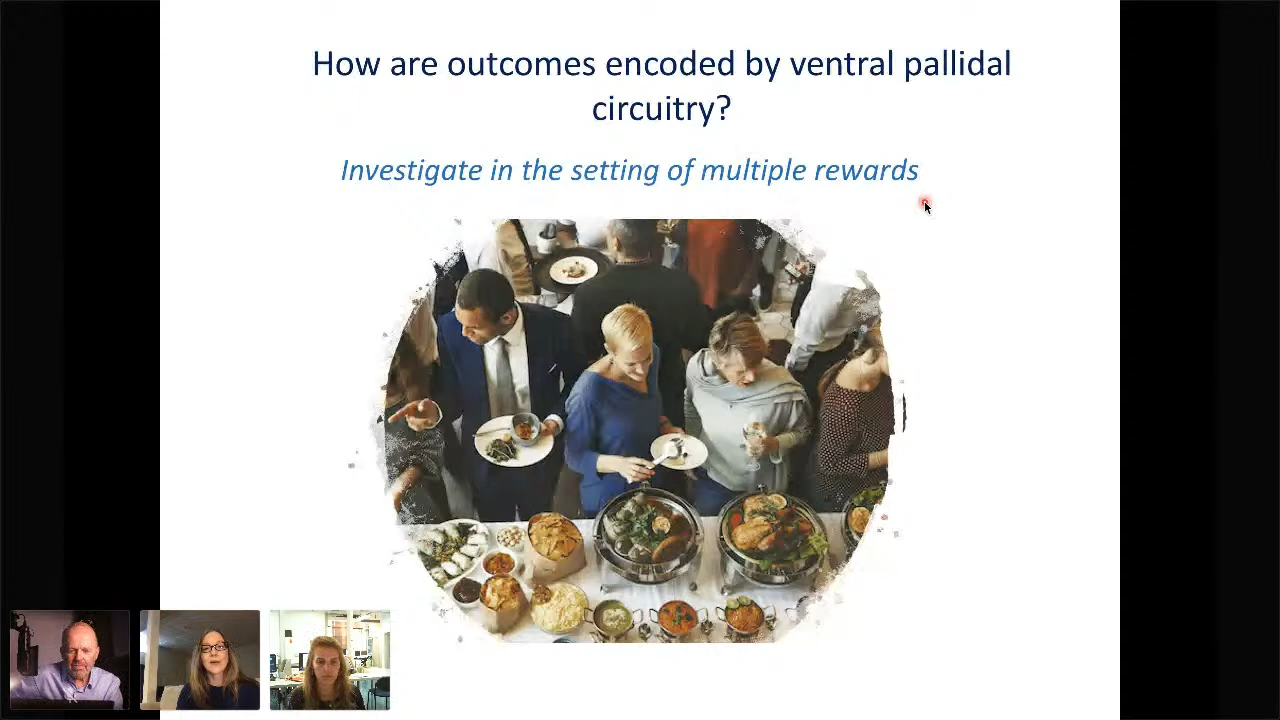 How are outcomes encoded by ventral pallidal
circuitry?
Investigate in the setting of multiple rewards